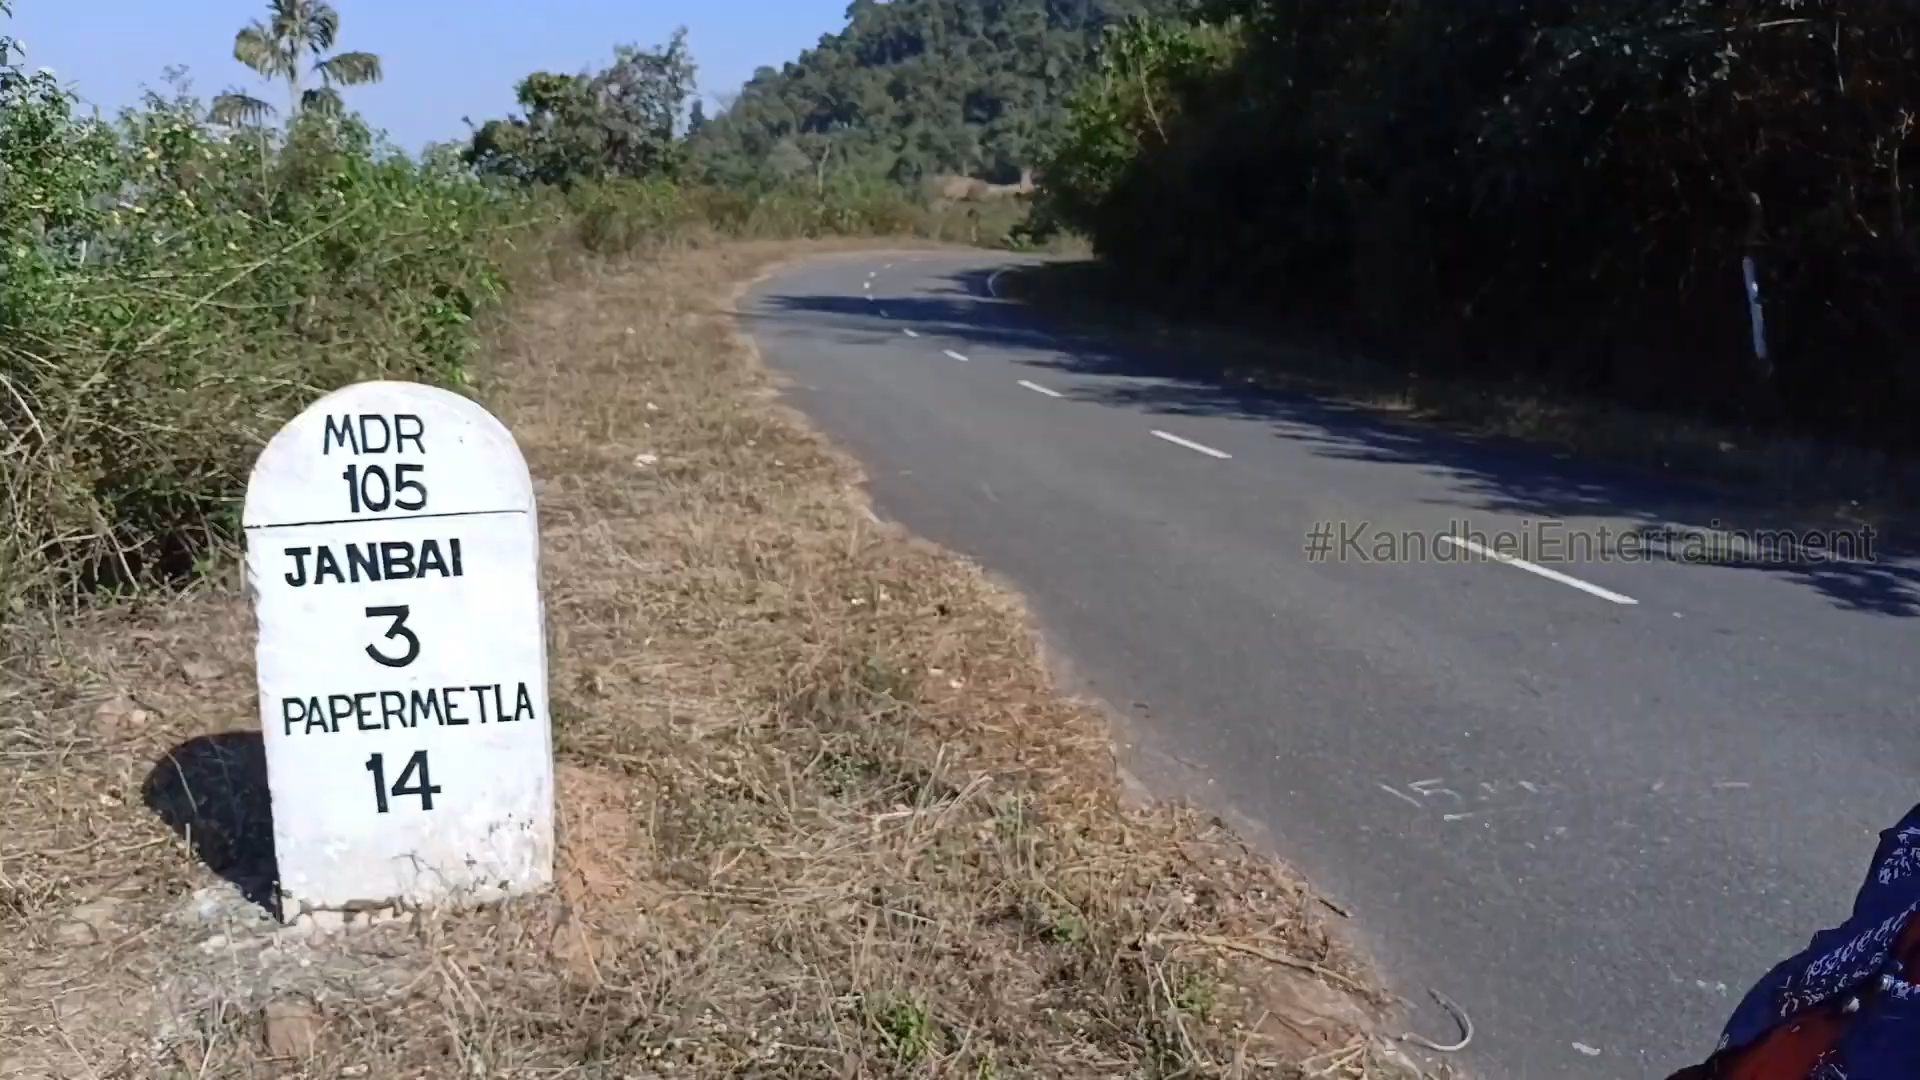 MDR
105
JANBAI
3
PAPERMETLA
14
#KandheiEntertainment